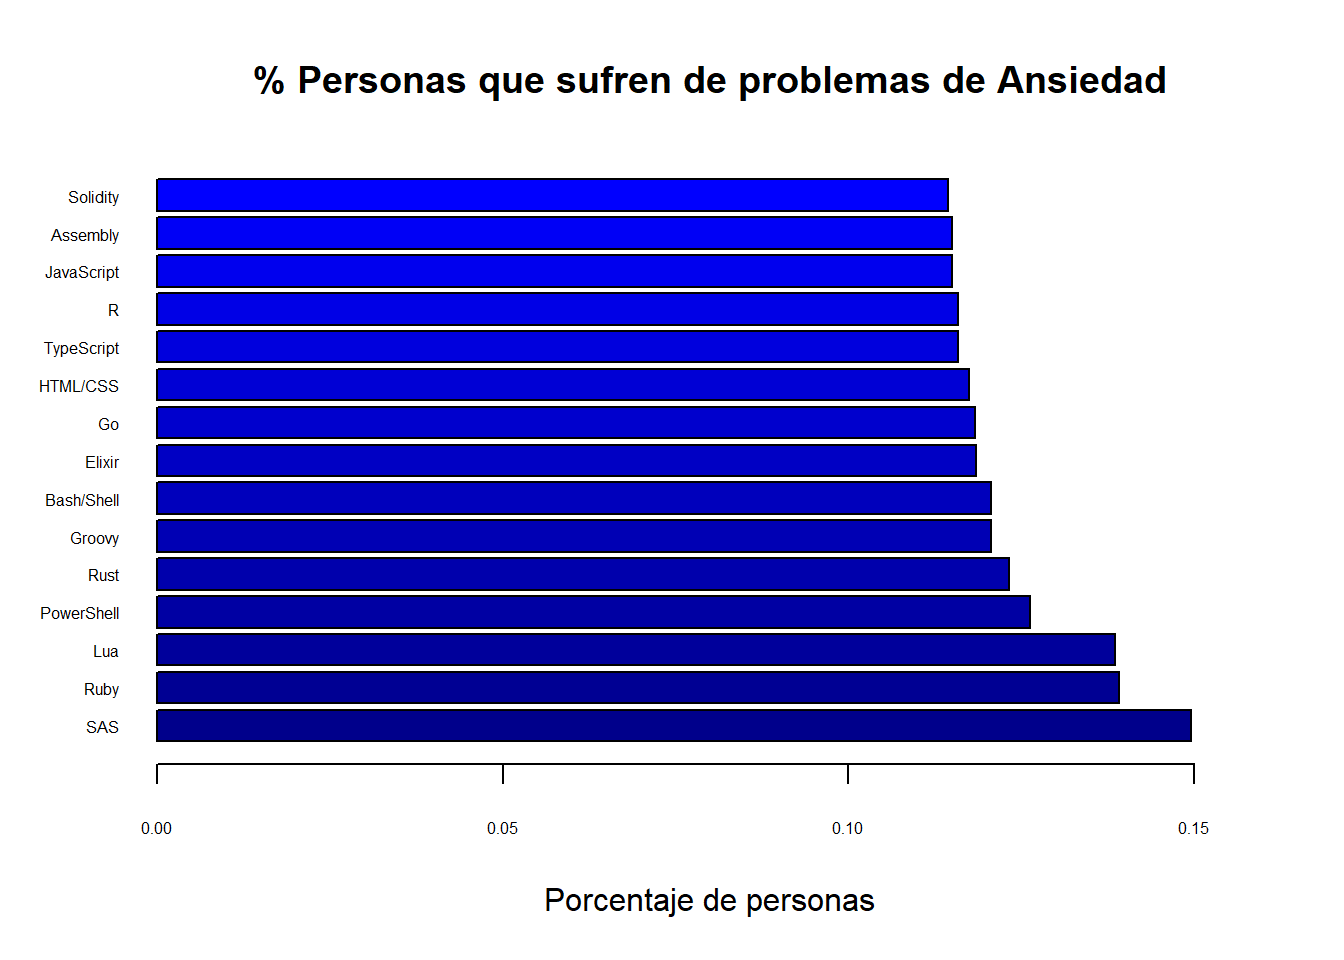 % Personas que sufren de problemas de Ansiedad
Solidity
Assembly
JavaScript
R
TypeScript
HTML/CSS
Go
Elixir
Bash/Shell
Groovy
Rust
PowerShell
Lua
Ruby
SAS
0.00 0.05 0.10 0.15
Porcentaje de personas